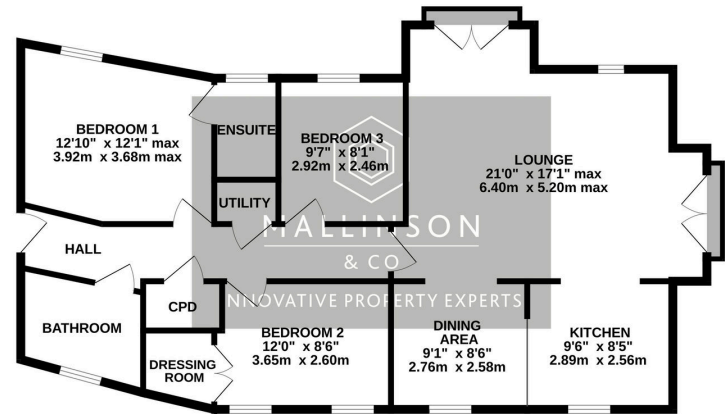 BEDROOM 1
12'10" x 12'1" max
3.92m x 3.68m max
ENSUITE
BEDROOM 3
9'7" x 8'1"
2.92m x 2.46m
LOUNGE
21'0" x 17'1" max
6.40m x 5.20m max
UTILITY
MALLINSON
& CO
INNOVATIVE PROPERTY EXPERTS
HALL
CPD
BATHROOM
BEDROOM 2
12'0" x 8'6"
3.65m x 2.60m
DRESSING
ROOM
DINING
AREA
9'1" x 8'6"
2.76m x 2.58m
KITCHEN
9'6" x 8'5"
2.89m x 2.56m